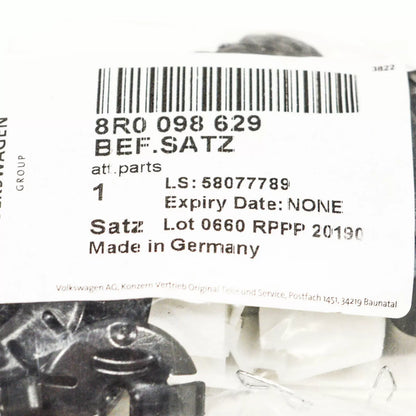 3822
8R0 098 629
BEF.SATZ
att.parts
1
LS: 58077789
Expiry Date: NONE
Satz
Lot 0660 RPPP 20190
Made in Germany
GROUP
Volkswagen AG, Konzern Vertrieb Original Teile und Service, Postfach 1451, 34219 Baunatal